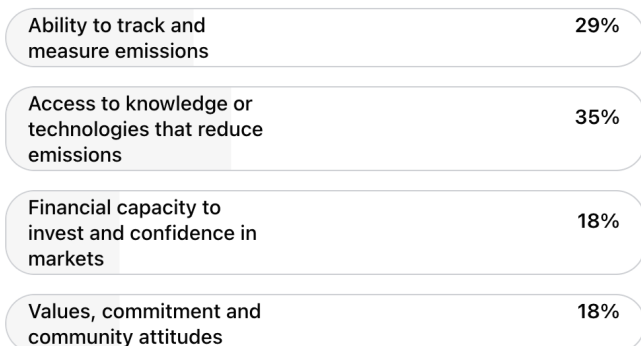 Ability to track and
measure emissions
29%
Access to knowledge or
technologies that reduce
emissions
35%
Financial capacity to
invest and confidence in
markets
18%
Values, commitment and
community attitudes
18%